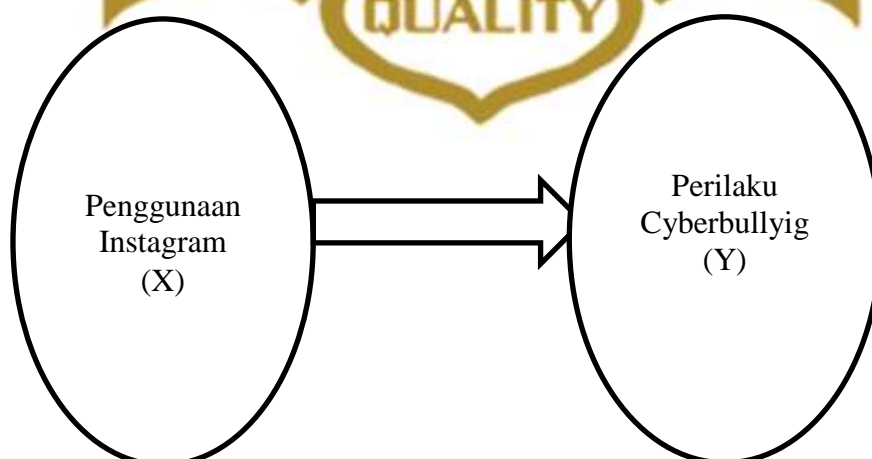 QUALITY
Penggunaan
Instagram
(X)
Perilaku
Cyberbullyig
(Y)